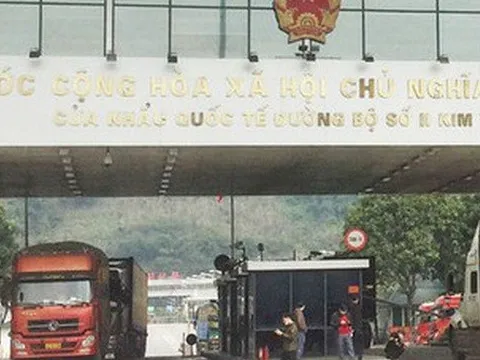 ỐC CỘNG HÒA XÃ HỘI CHỦ NGHĨA
CỬA KHẨU QUỐC TẾ ĐƯỜNG BỘ SỐ II KIM